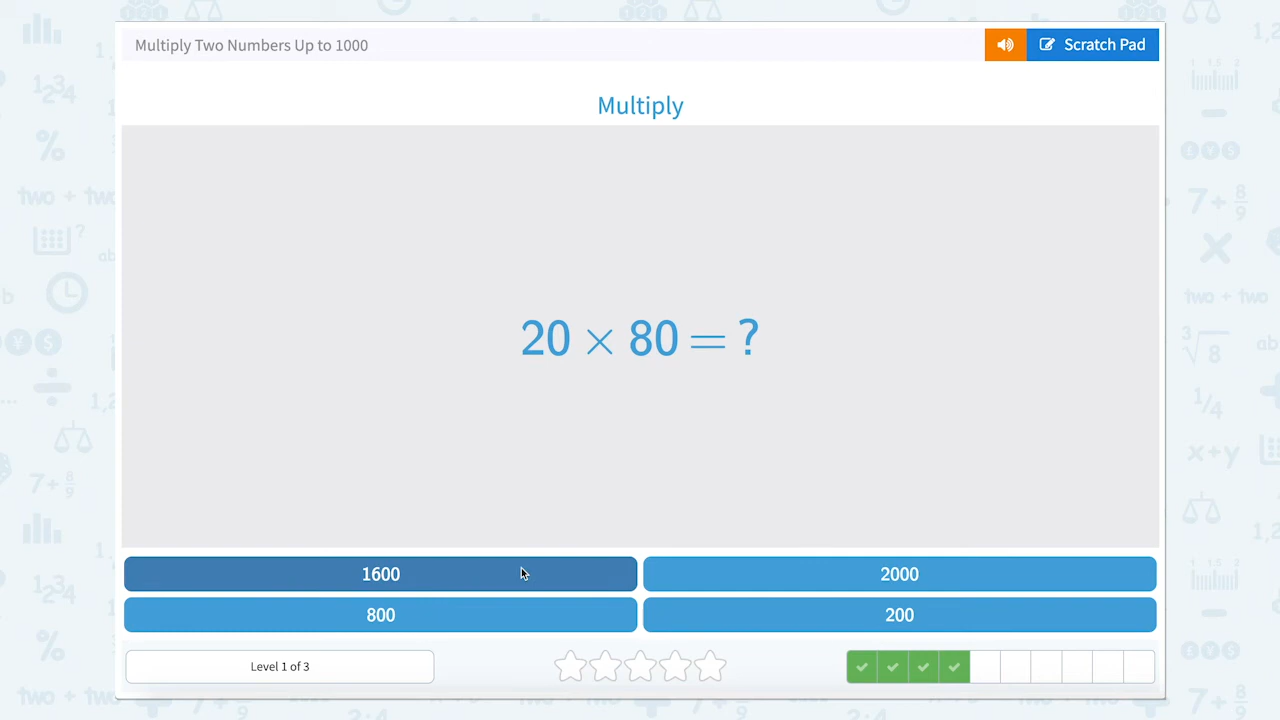 Multiply Two Numbers Up to 1000
Scratch Pad
Multiply
20 × 80 = ?
1600
2000
800
200
Level 1 of 3